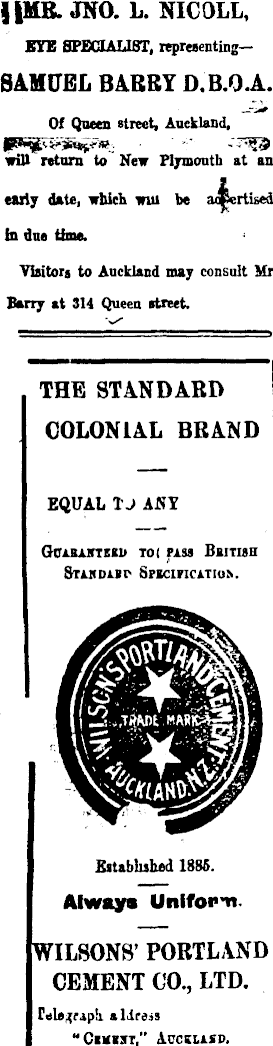 MR. JNO. L. NICOLL,
EYE SPECIALIST, representing—
SAMUEL BARRY D.B.O.A.
Of Queen street, Auckland,
will return to New Plymouth at an
early date, which will be advertised
in due time.
Visitors to Auckland may consult Mr
Barry at 314 Queen street.
THE STANDARD
COLONIAL BRAND
EQUAL TO ANY
GUARANTEED TO PASS BRITISH
STANDARD SPECIFICATION.
WILSON'S PORTLAND CEMENT
TRADE MARK
AUCKLAND. N.Z.
Established 1885.
Always Uniform.
WILSONS' PORTLAND
CEMENT CO., LTD.
Telegraph address
"CEMENT," AUCKLAND.